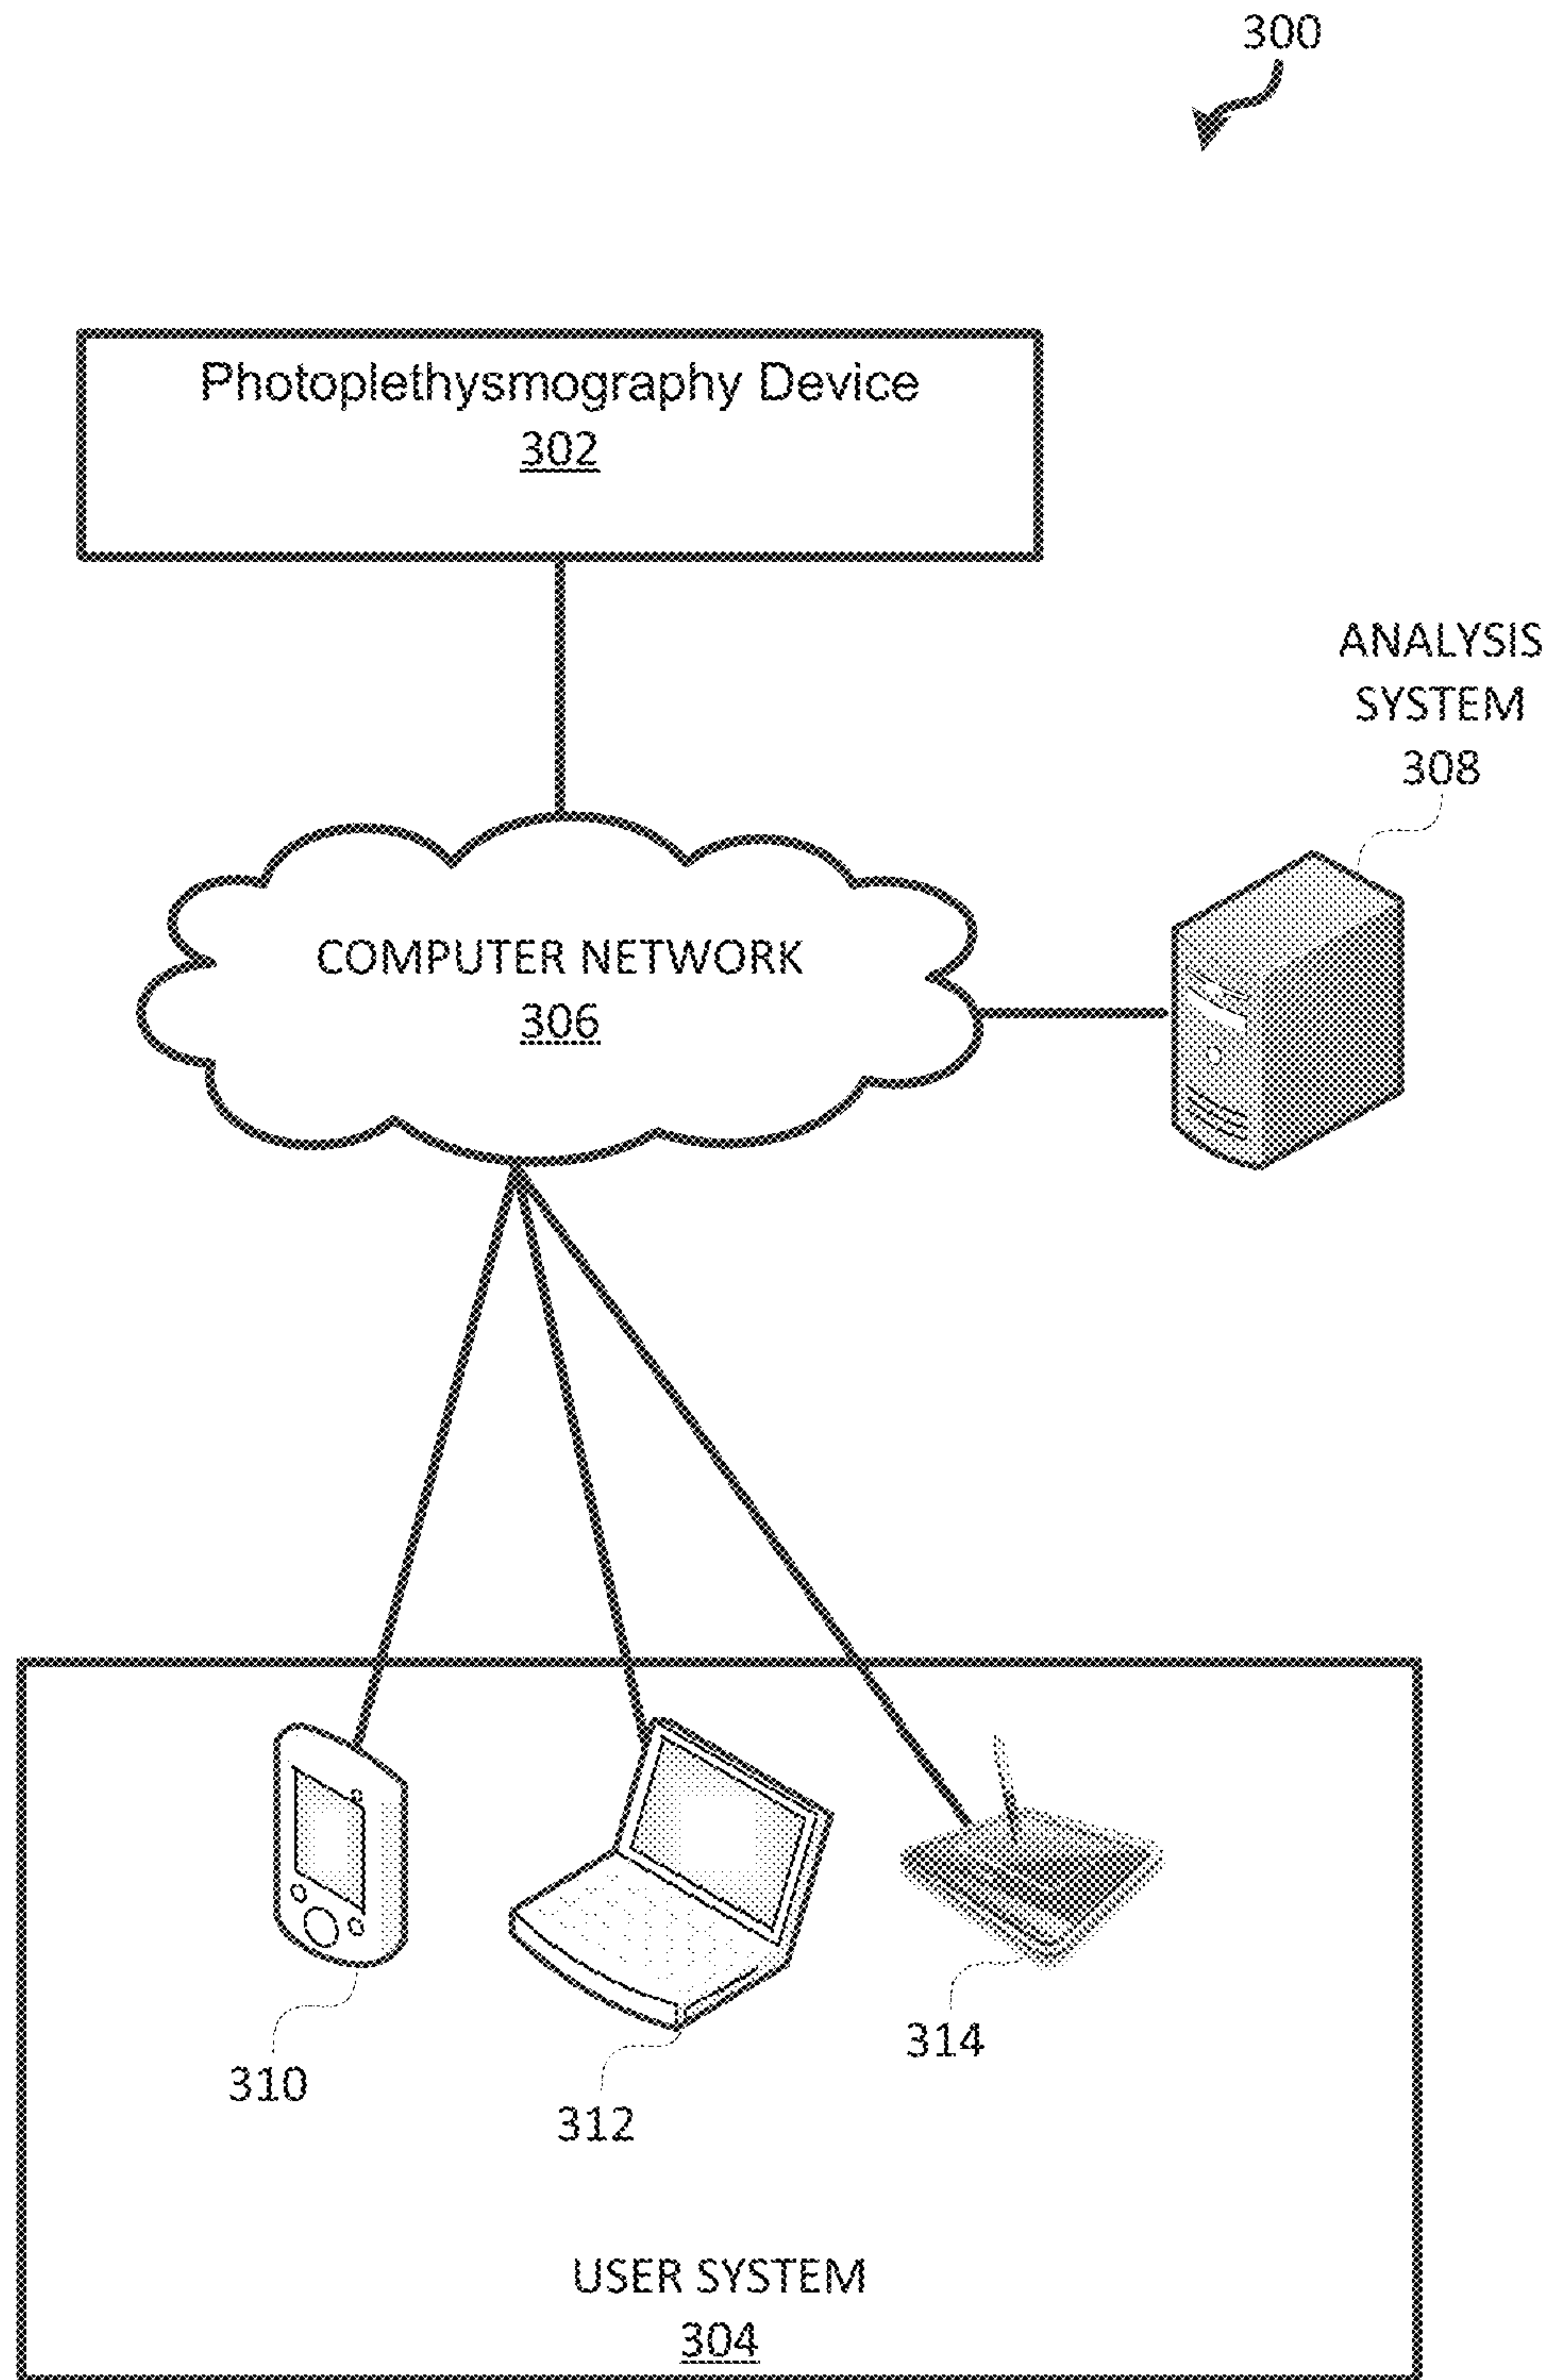 300
Photoplethysmography Device
302
ANALYSIS
SYSTEM
308
COMPUTER NETWORK
306
310
312
314
USER SYSTEM
304